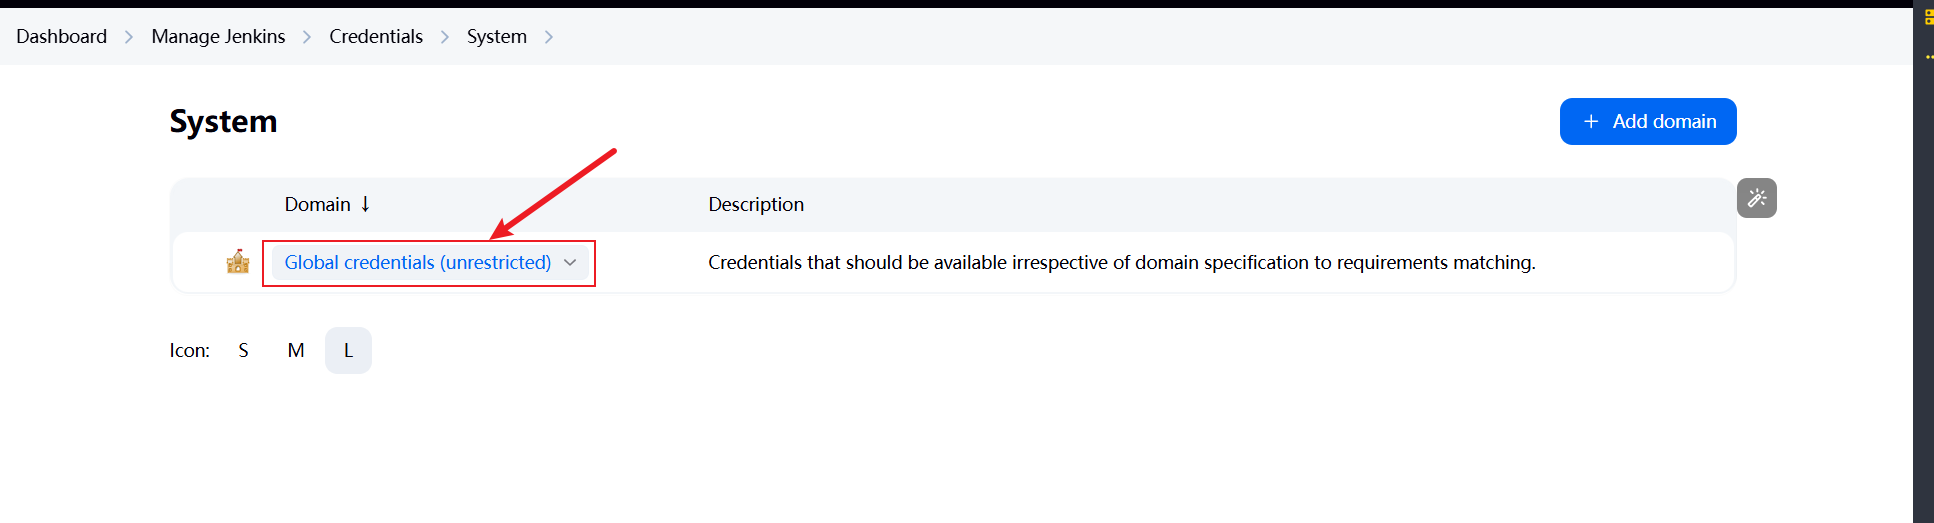 Dashboard > Manage Jenkins > Credentials > System >
System
+ Add domain
Domain ↓ Description
Global credentials (unrestricted) Credentials that should be available irrespective of domain specification to requirements matching.
Icon: S M L